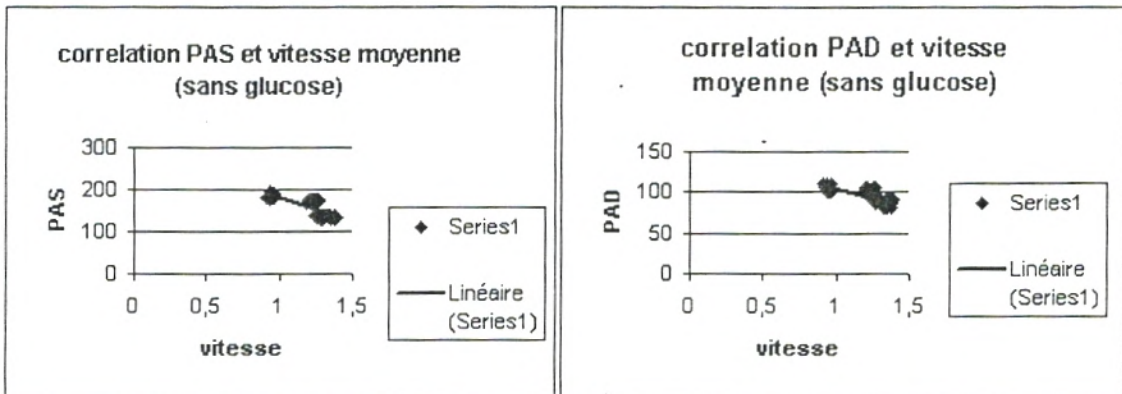 correlation PAS et vitesse moyenne
(sans glucose)
300
200
100
0
PAS
0
0,5
1
1,5
vitesse
Series1
Linéaire
(Series1)
correlation PAD et vitesse
moyenne (sans glucose)
150
100
50
0
PAD
0
0,5
1
1,5
vitesse
Series1
Linéaire
(Series1)